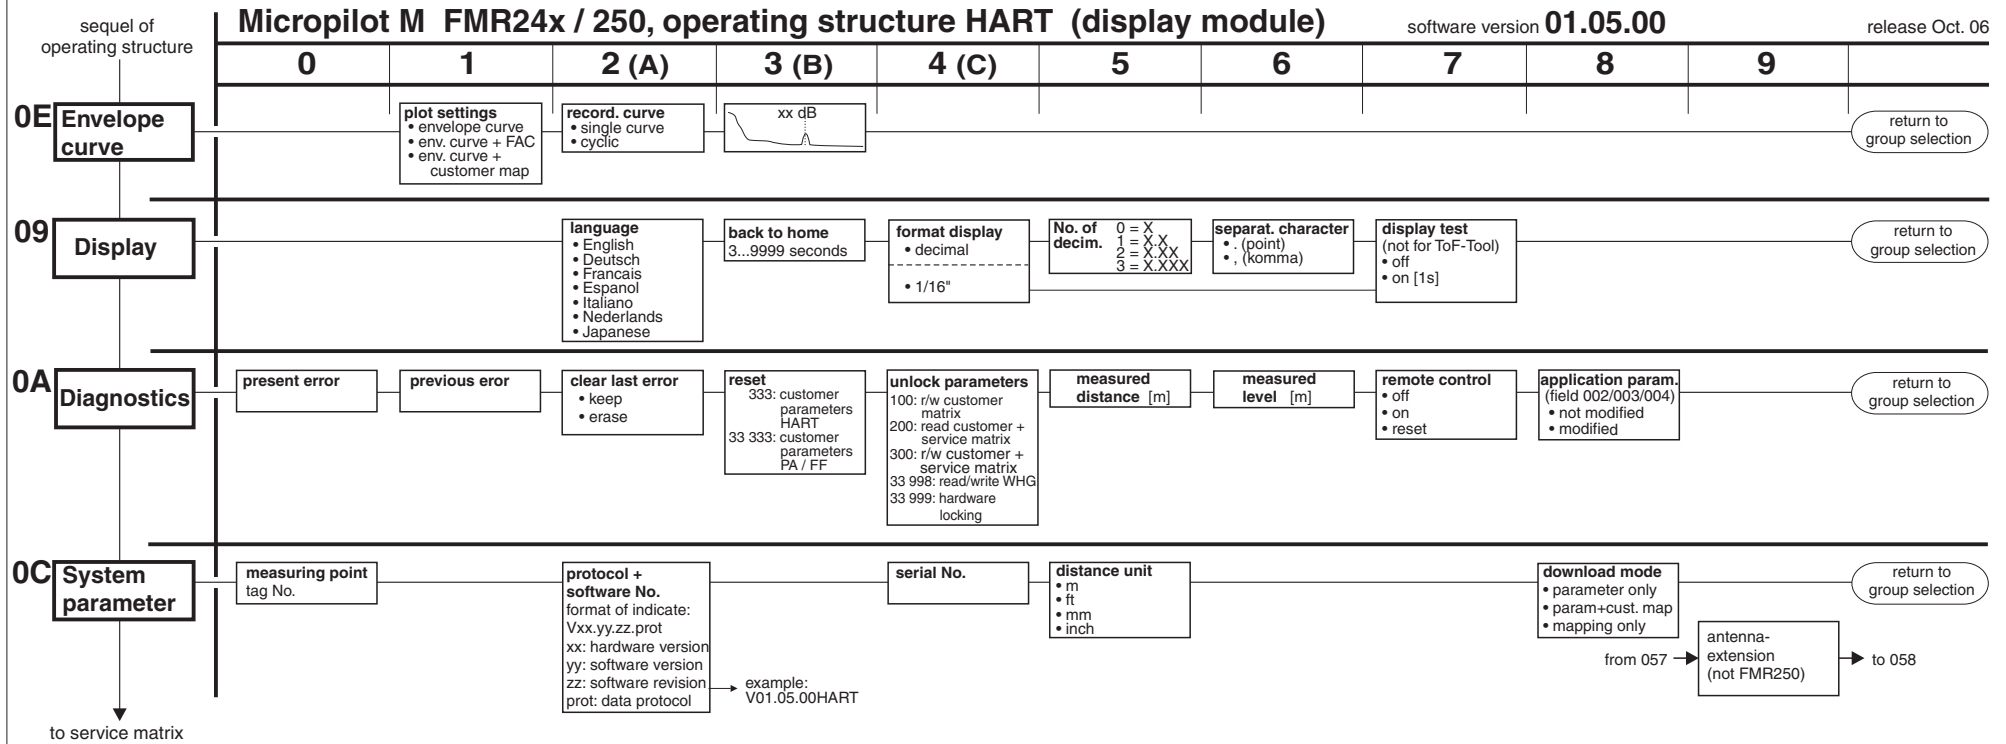 sequel of
operating structure
Micropilot M FMR24x / 250, operating structure HART (display module)
software version 01.05.00
release Oct. 06
0 1 2 (A) 3 (B) 4 (C) 5 6 7 8 9
0E Envelope
curve
plot settings
• envelope curve
• env. curve + FAC
• env. curve +
customer map
record. curve
• single curve
• cyclic
xx dB
return to
group selection
09 Display
language
• English
• Deutsch
• Francais
• Espanol
• Italiano
• Nederlands
• Japanese
back to home
3...9999 seconds
format display
• decimal
• 1/16"
No. of 0 = X
decim. 1 = X.X
2 = X.XX
3 = X.XXX
separat. character
• . (point)
• , (komma)
display test
(not for ToF-Tool)
• off
• on [1s]
return to
group selection
0A Diagnostics
present error
previous eror
clear last error
• keep
• erase
reset
333: customer
parameters
HART
33 333: customer
parameters
PA / FF
unlock parameters
100: r/w customer
matrix
200: read customer +
service matrix
300: r/w customer +
service matrix
33 998: read/write WHG
33 999: hardware
locking
measured
distance [m]
measured
level [m]
remote control
• off
• on
• reset
application param.
(field 002/003/004)
• not modified
• modified
return to
group selection
0C System
parameter
measuring point
tag No.
protocol +
software No.
format of indicate:
Vxx.yy.zz.prot
xx: hardware version
yy: software version
zz: software revision
prot: data protocol
example:
V01.05.00HART
serial No.
distance unit
• m
• ft
• mm
• inch
download mode
• parameter only
• param+cust. map
• mapping only
from 057
antenna-
extension
(not FMR250)
to 058
return to
group selection
to service matrix